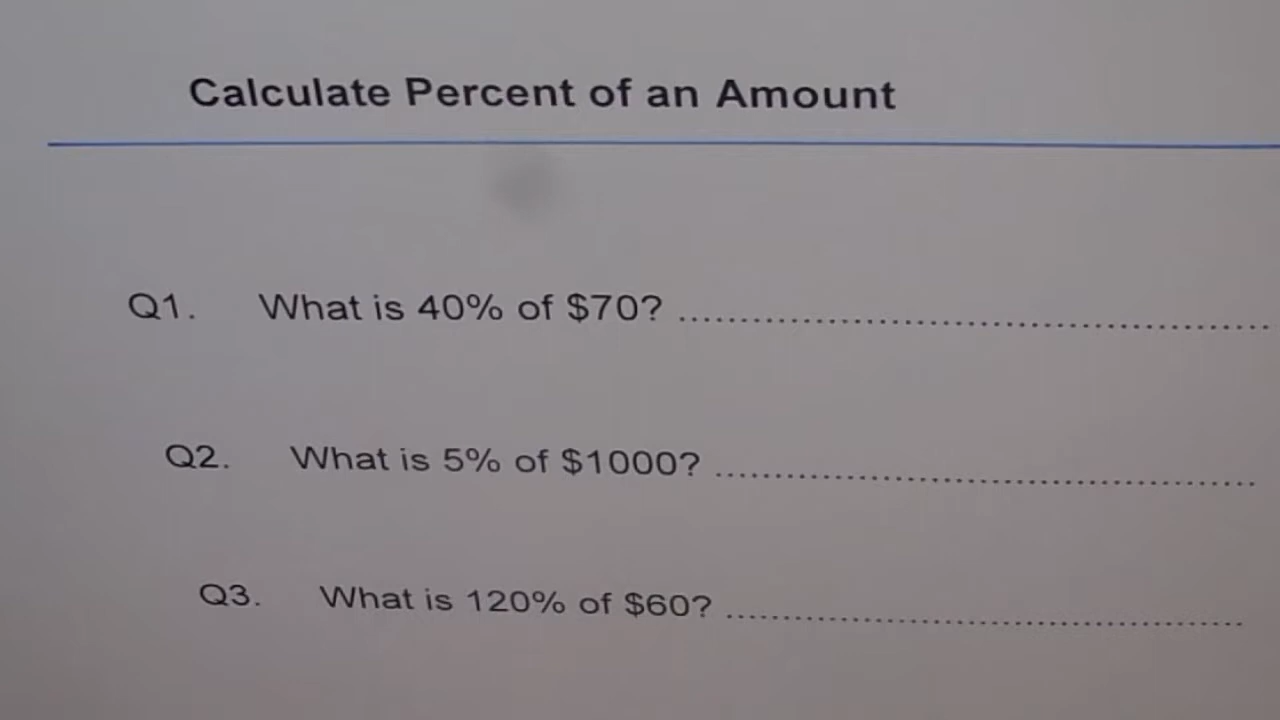 Calculate Percent of an Amount
Q1. What is 40% of $70? ........................................................
Q2. What is 5% of $1000? ...................................................
Q3. What is 120% of $60? .................................................